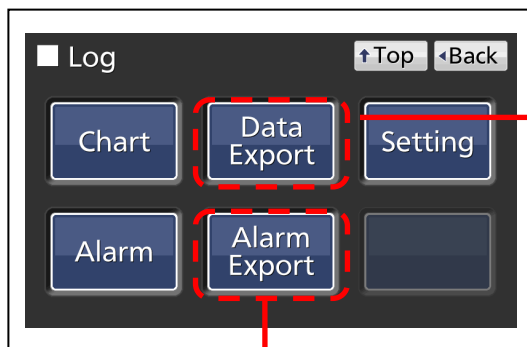 Log
↑Top ◂Back
Chart
Data
Export
Setting
Alarm
Alarm
Export